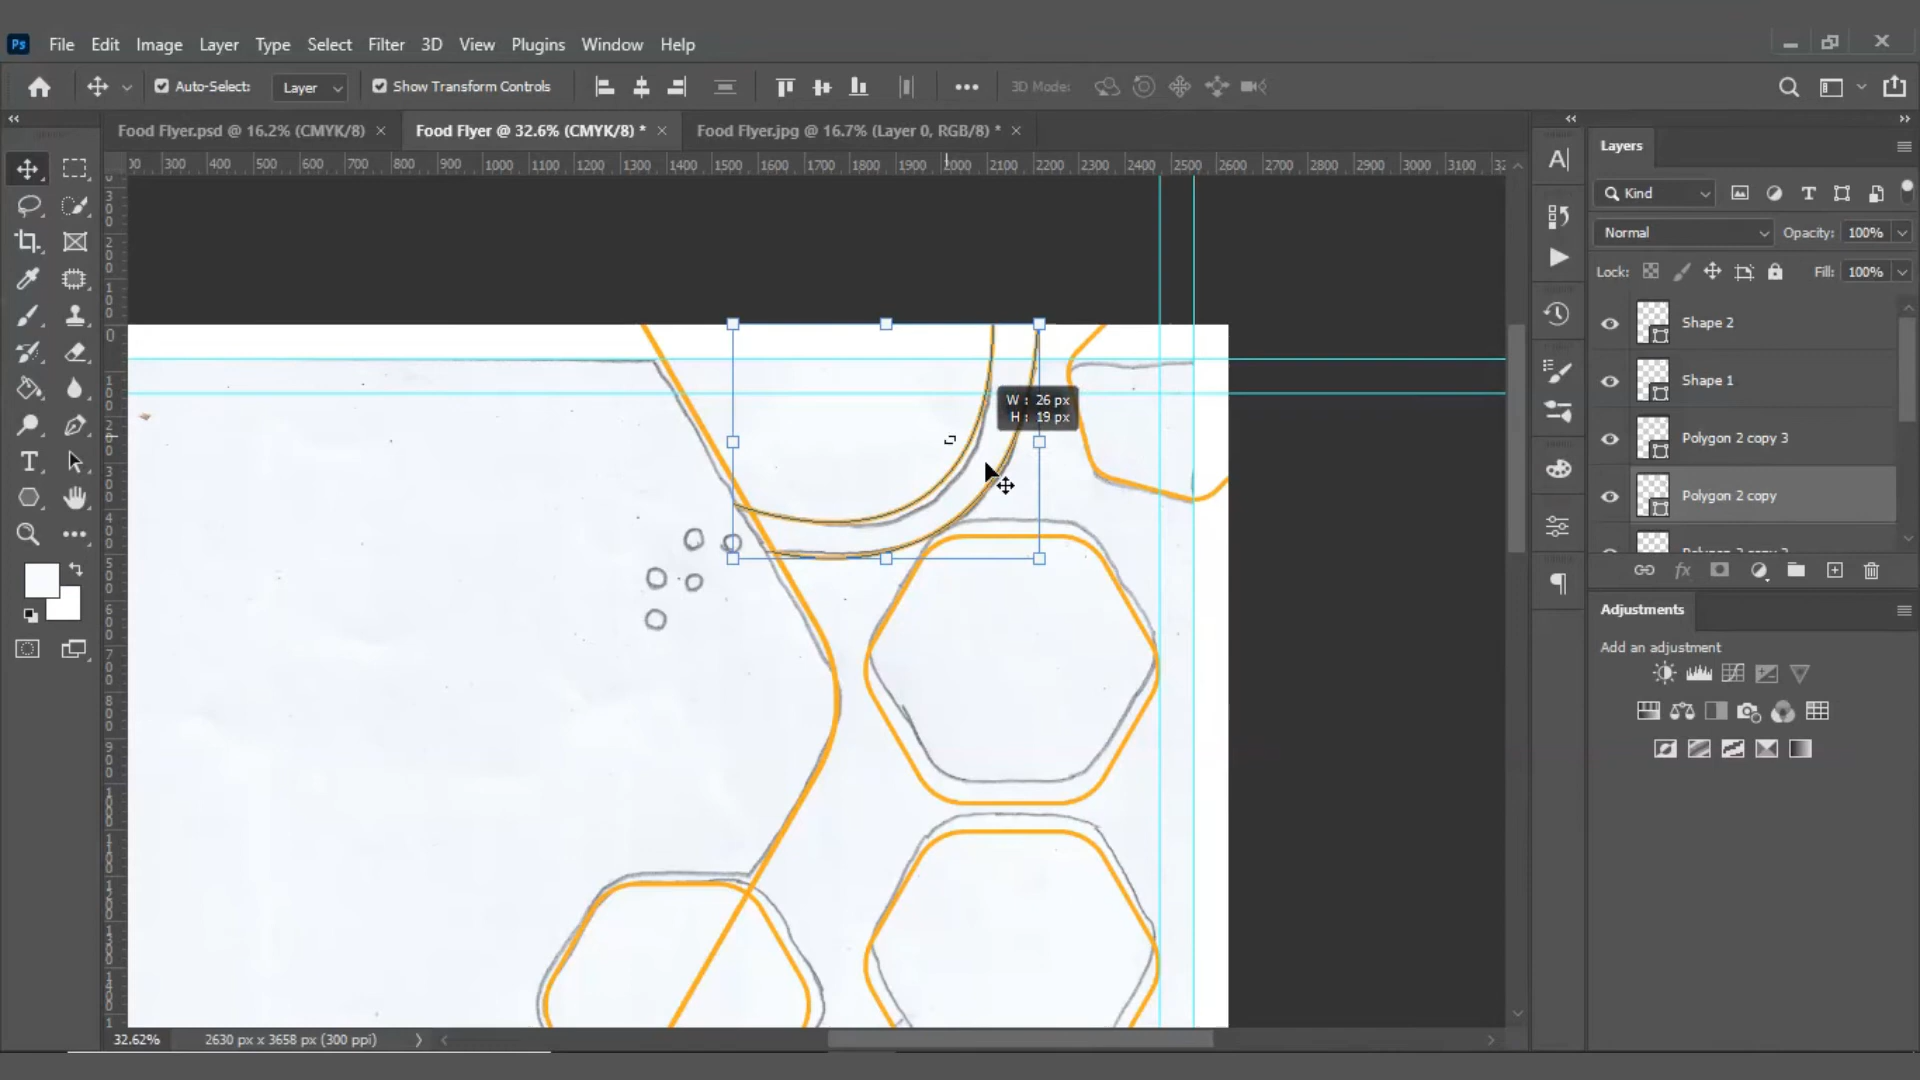 Ps File Edit Image Layer Type Select Filter 3D View Plugins Window Help
Auto-Select: Layer Show Transform Controls 3D Mode:
Food Flyer.psd @ 16.2% (CMYK/8) × Food Flyer @ 32.6% (CMYK/8) * × Food Flyer.jpg @ 16.7% (Layer 0, RGB/8) * ×
300 400 500 600 700 800 900 1000 1100 1200 1300 1400 1500 1600 1700 1800 1900 2000 2100 2200 2300 2400 2500 2600 2700 2800 2900 3000 3100
Layers
Kind
Normal Opacity: 100%
Lock: Fill: 100%
Shape 2
Shape 1
Polygon 2 copy 3
Polygon 2 copy
W : 26 px
H : 19 px
Adjustments
Add an adjustment
32.62% 2630 px x 3658 px (300 ppi)